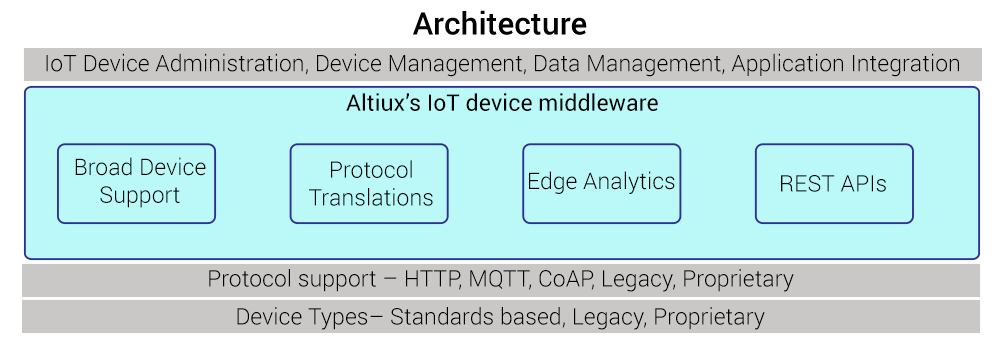 Architecture
IoT Device Administration, Device Management, Data Management, Application Integration
Altiux’s IoT device middleware
Broad Device
Support
Protocol
Translations
Edge Analytics
REST APIs
Protocol support – HTTP, MQTT, CoAP, Legacy, Proprietary
Device Types– Standards based, Legacy, Proprietary